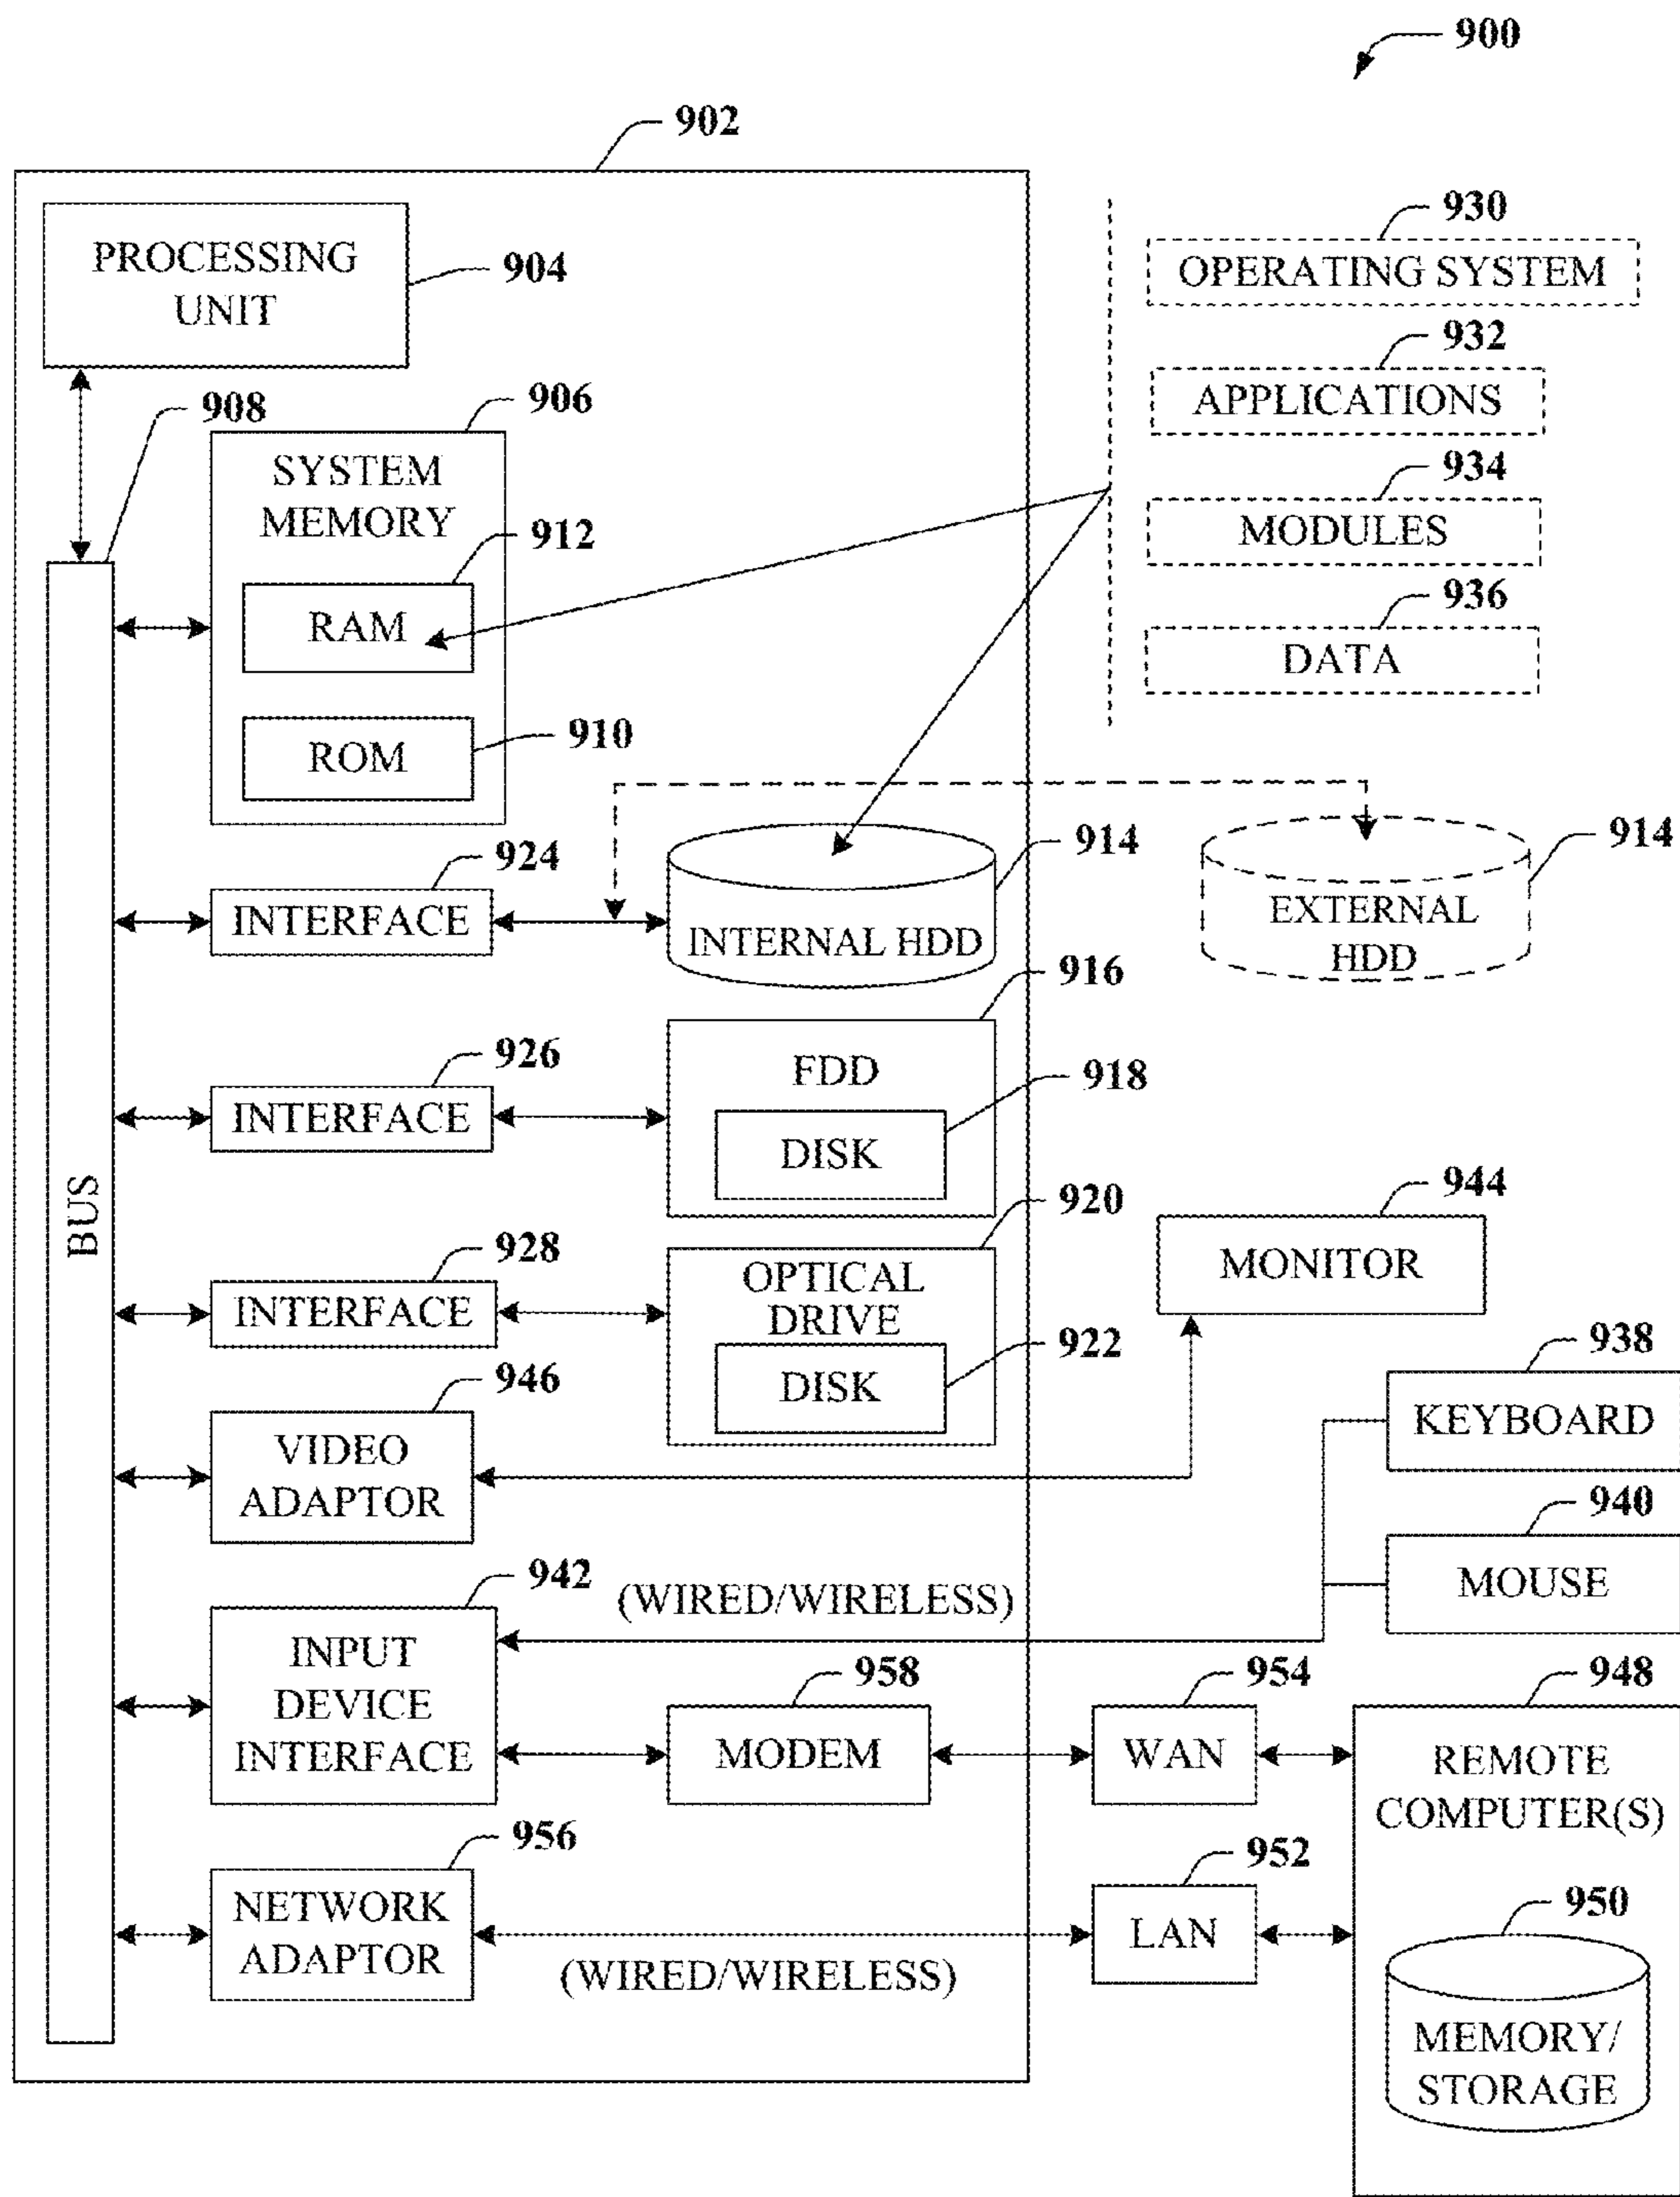 900
902
PROCESSING
UNIT
904
930
OPERATING SYSTEM
932
APPLICATIONS
934
MODULES
936
DATA
908
906
SYSTEM
MEMORY
912
RAM
910
ROM
BUS
924
INTERFACE
914
INTERNAL HDD
914
EXTERNAL
HDD
926
INTERFACE
916
FDD
918
DISK
928
INTERFACE
920
OPTICAL
DRIVE
922
DISK
944
MONITOR
946
VIDEO
ADAPTOR
938
KEYBOARD
940
MOUSE
942
INPUT
DEVICE
INTERFACE
(WIRED/WIRELESS)
958
MODEM
954
WAN
948
REMOTE
COMPUTER(S)
956
NETWORK
ADAPTOR
(WIRED/WIRELESS)
952
LAN
950
MEMORY/
STORAGE